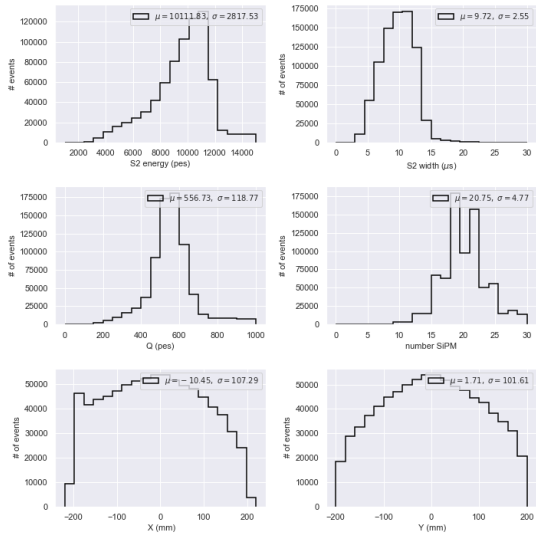 μ = 10111.83, σ = 2817.53
# of events
120000
100000
80000
60000
40000
20000
0
2000 4000 6000 8000 10000 12000 14000
S2 energy (pes)
μ = 9.72, σ = 2.55
# of events
175000
150000
125000
100000
75000
50000
25000
0
0 5 10 15 20 25 30
S2 width (μs)
μ = 556.73, σ = 118.77
# of events
175000
150000
125000
100000
75000
50000
25000
0
0 200 400 600 800 1000
Q (pes)
μ = 20.75, σ = 4.77
# of events
175000
150000
125000
100000
75000
50000
25000
0
0 5 10 15 20 25 30
number SiPM
μ = −10.45, σ = 107.29
# of events
50000
40000
30000
20000
10000
0
−200 −100 0 100 200
X (mm)
μ = 1.71, σ = 101.61
# of events
50000
40000
30000
20000
10000
0
−200 −100 0 100 200
Y (mm)